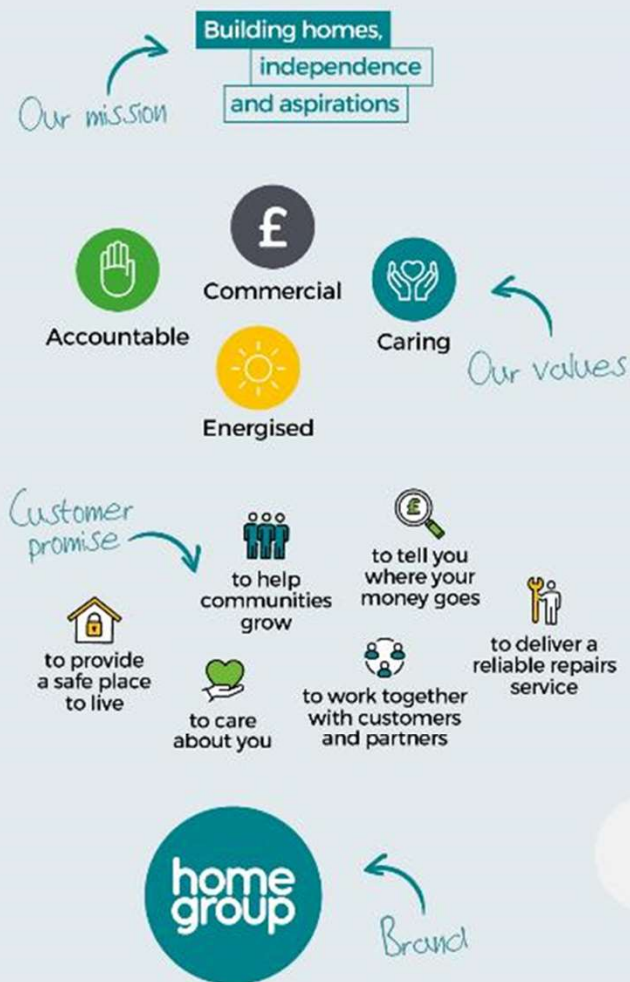 Building homes,
independence
and aspirations
Our mission
£
Commercial
Accountable
Caring
Energised
Our values
Customer
promise
to help
communities
grow
£
to tell you
where your
money goes
to provide
a safe place
to live
to care
about you
to work together
with customers
and partners
to deliver a
reliable repairs
service
home
group
Brand